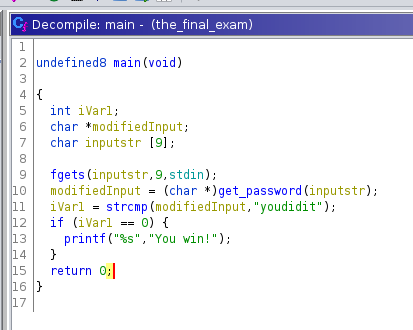 Decompile: main - (the_final_exam)
1
2 undefined8 main(void)
3
4 {
5 int iVar1;
6 char *modifiedInput;
7 char inputstr [9];
8
9 fgets(inputstr,9,stdin);
10 modifiedInput = (char *)get_password(inputstr);
11 iVar1 = strcmp(modifiedInput,"youdidit");
12 if (iVar1 == 0) {
13 printf("%s","You win!");
14 }
15 return 0;
16 }
17